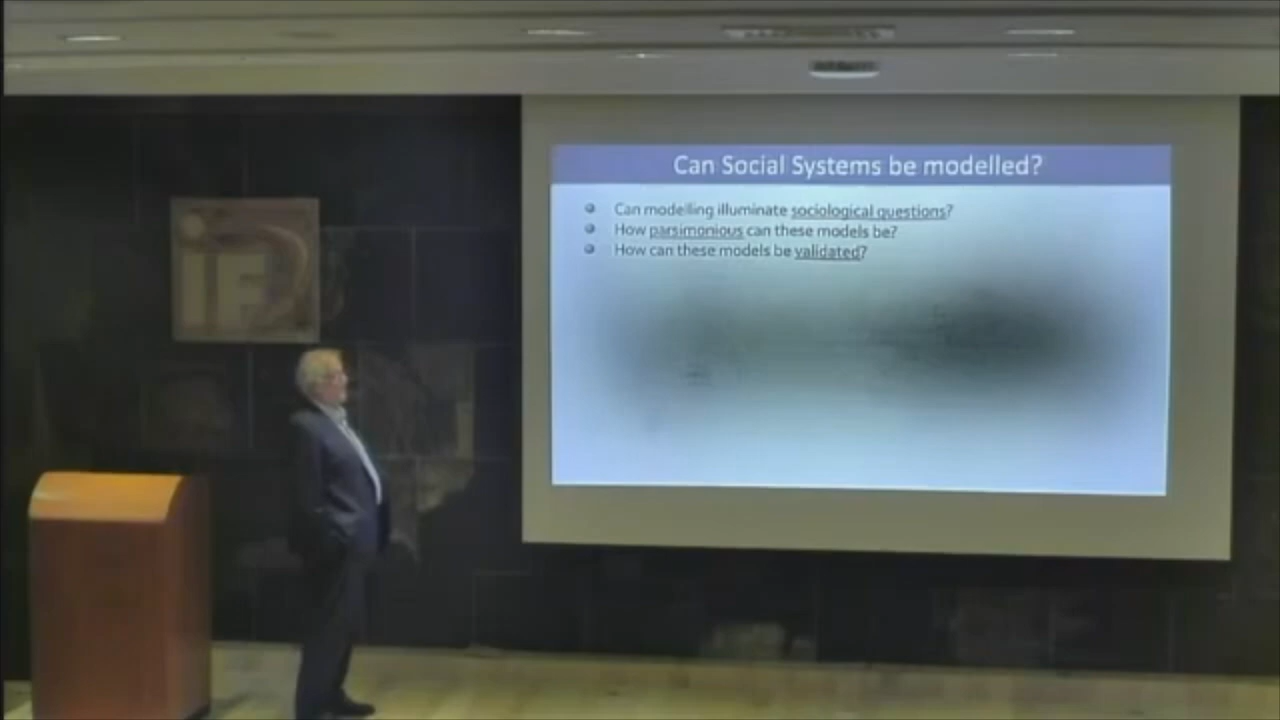 Can Social Systems be modelled?
Can modelling illuminate sociological questions?
How parsimonious can these models be?
How can these models be validated?